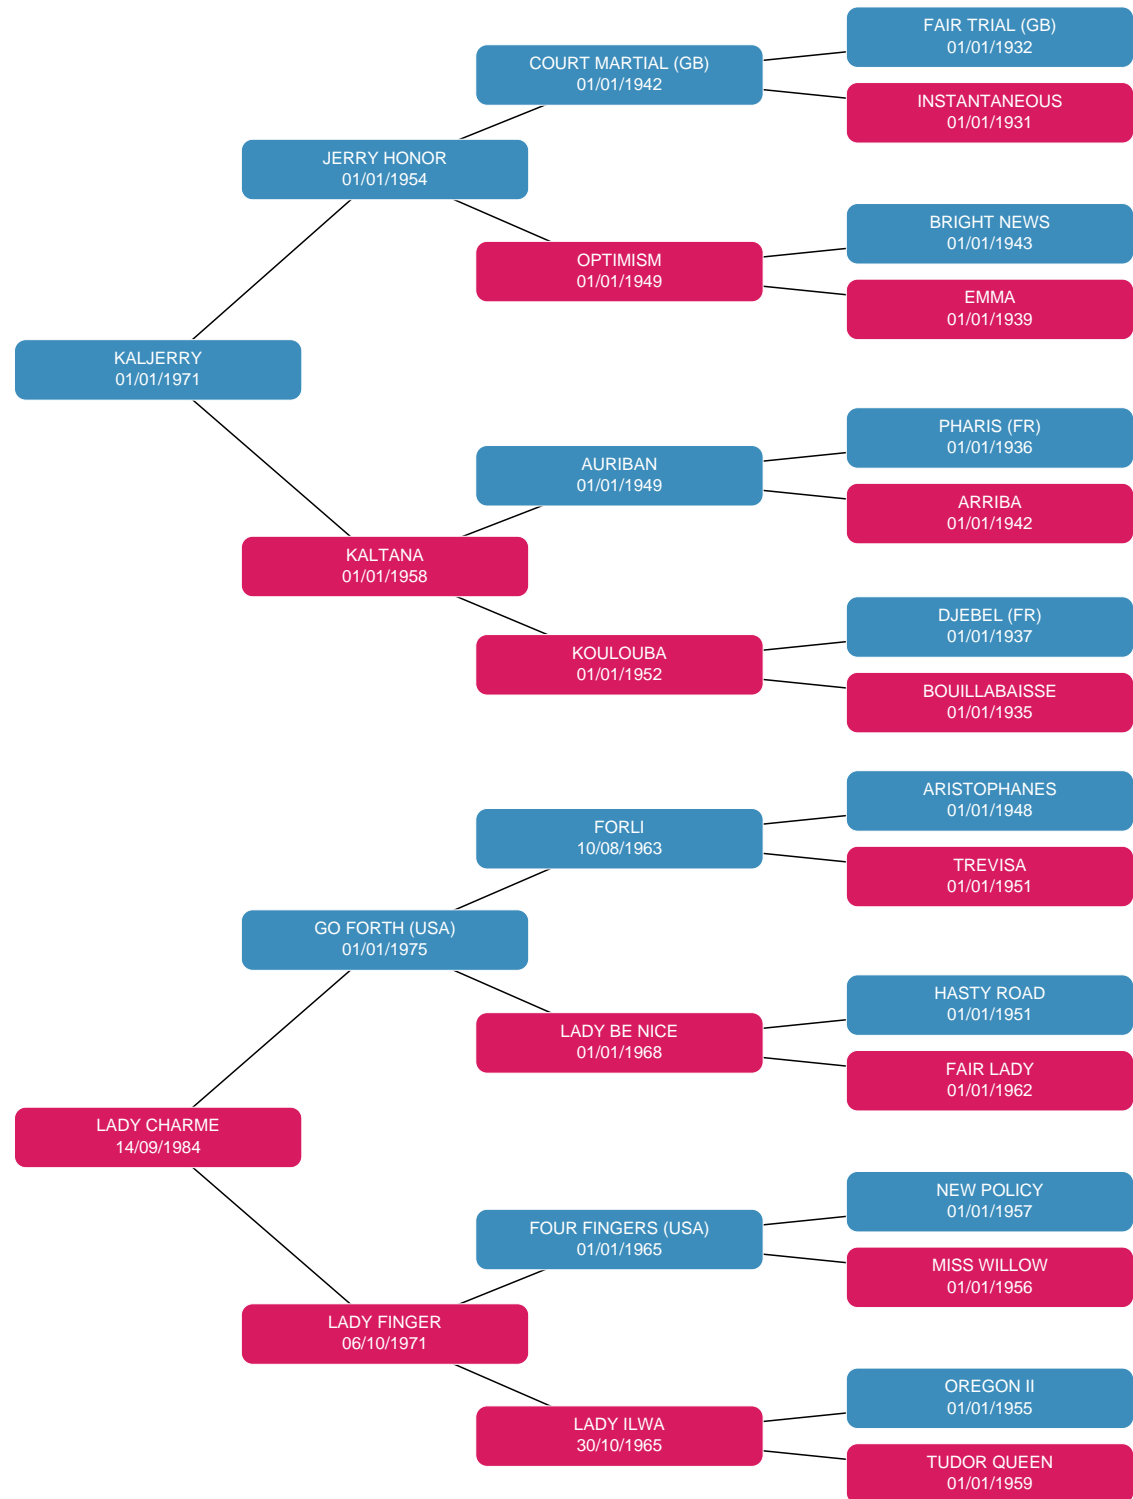 FAIR TRIAL (GB)
01/01/1932
COURT MARTIAL (GB)
01/01/1942
INSTANTANEOUS
01/01/1931
JERRY HONOR
01/01/1954
BRIGHT NEWS
01/01/1943
OPTIMISM
01/01/1949
EMMA
01/01/1939
KALJERRY
01/01/1971
PHARIS (FR)
01/01/1936
AURIBAN
01/01/1949
ARRIBA
01/01/1942
KALTANA
01/01/1958
DJEBEL (FR)
01/01/1937
KOULOUBA
01/01/1952
BOUILLABAISSE
01/01/1935
ARISTOPHANES
01/01/1948
FORLI
10/08/1963
TREVISA
01/01/1951
GO FORTH (USA)
01/01/1975
HASTY ROAD
01/01/1951
LADY BE NICE
01/01/1968
FAIR LADY
01/01/1962
LADY CHARME
14/09/1984
NEW POLICY
01/01/1957
FOUR FINGERS (USA)
01/01/1965
MISS WILLOW
01/01/1956
LADY FINGER
06/10/1971
OREGON II
01/01/1955
LADY ILWA
30/10/1965
TUDOR QUEEN
01/01/1959